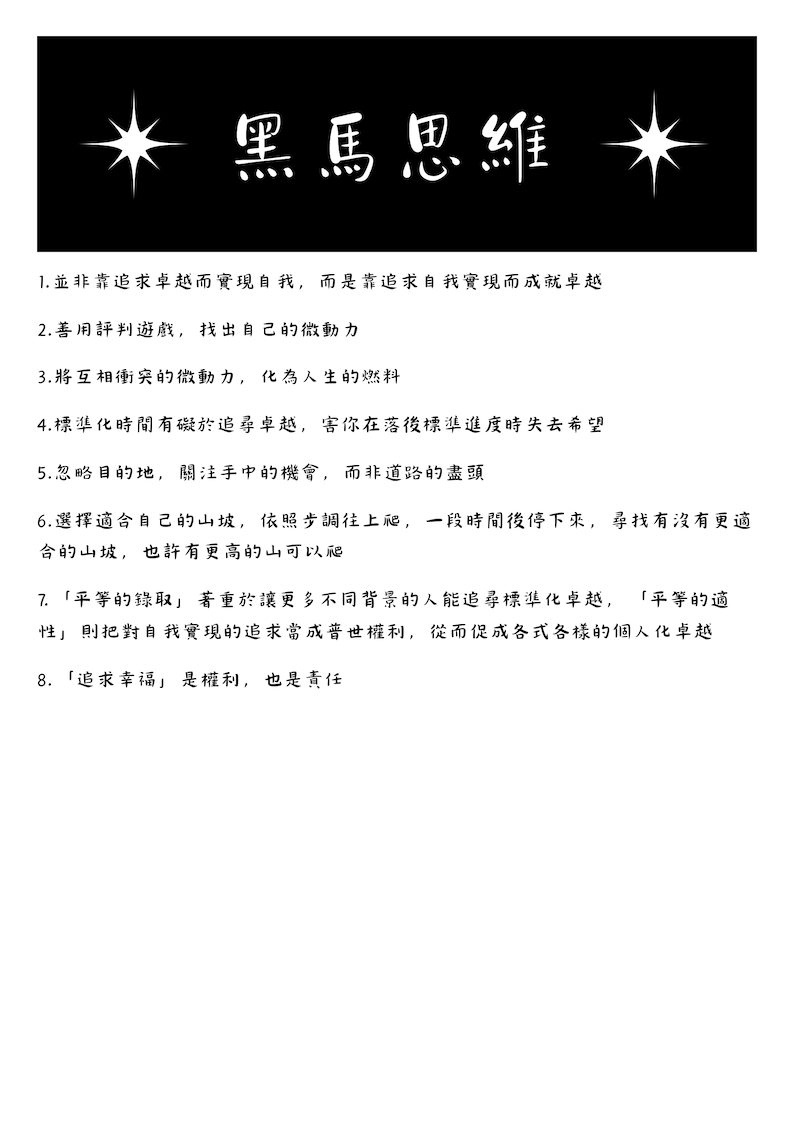 黑馬思維
1.並非靠追求卓越而實現自我，而是靠追求自我實現而成就卓越
2.善用評判遊戲，找出自己的微動力
3.將互相衝突的微動力，化為人生的燃料
4.標準化時間有礙於追尋卓越，害你在落後標準進度時失去希望
5.忽略目的地，關注手中的機會，而非道路的盡頭
6.選擇適合自己的山坡，依照步調往上爬，一段時間後停下來，尋找有沒有更適
合的山坡，也許有更高的山可以爬
7.「平等的錄取」著重於讓更多不同背景的人能追尋標準化卓越，「平等的適
性」則把對自我實現的追求當成普世權利，從而促成各式各樣的個人化卓越
8.「追求幸福」是權利，也是責任